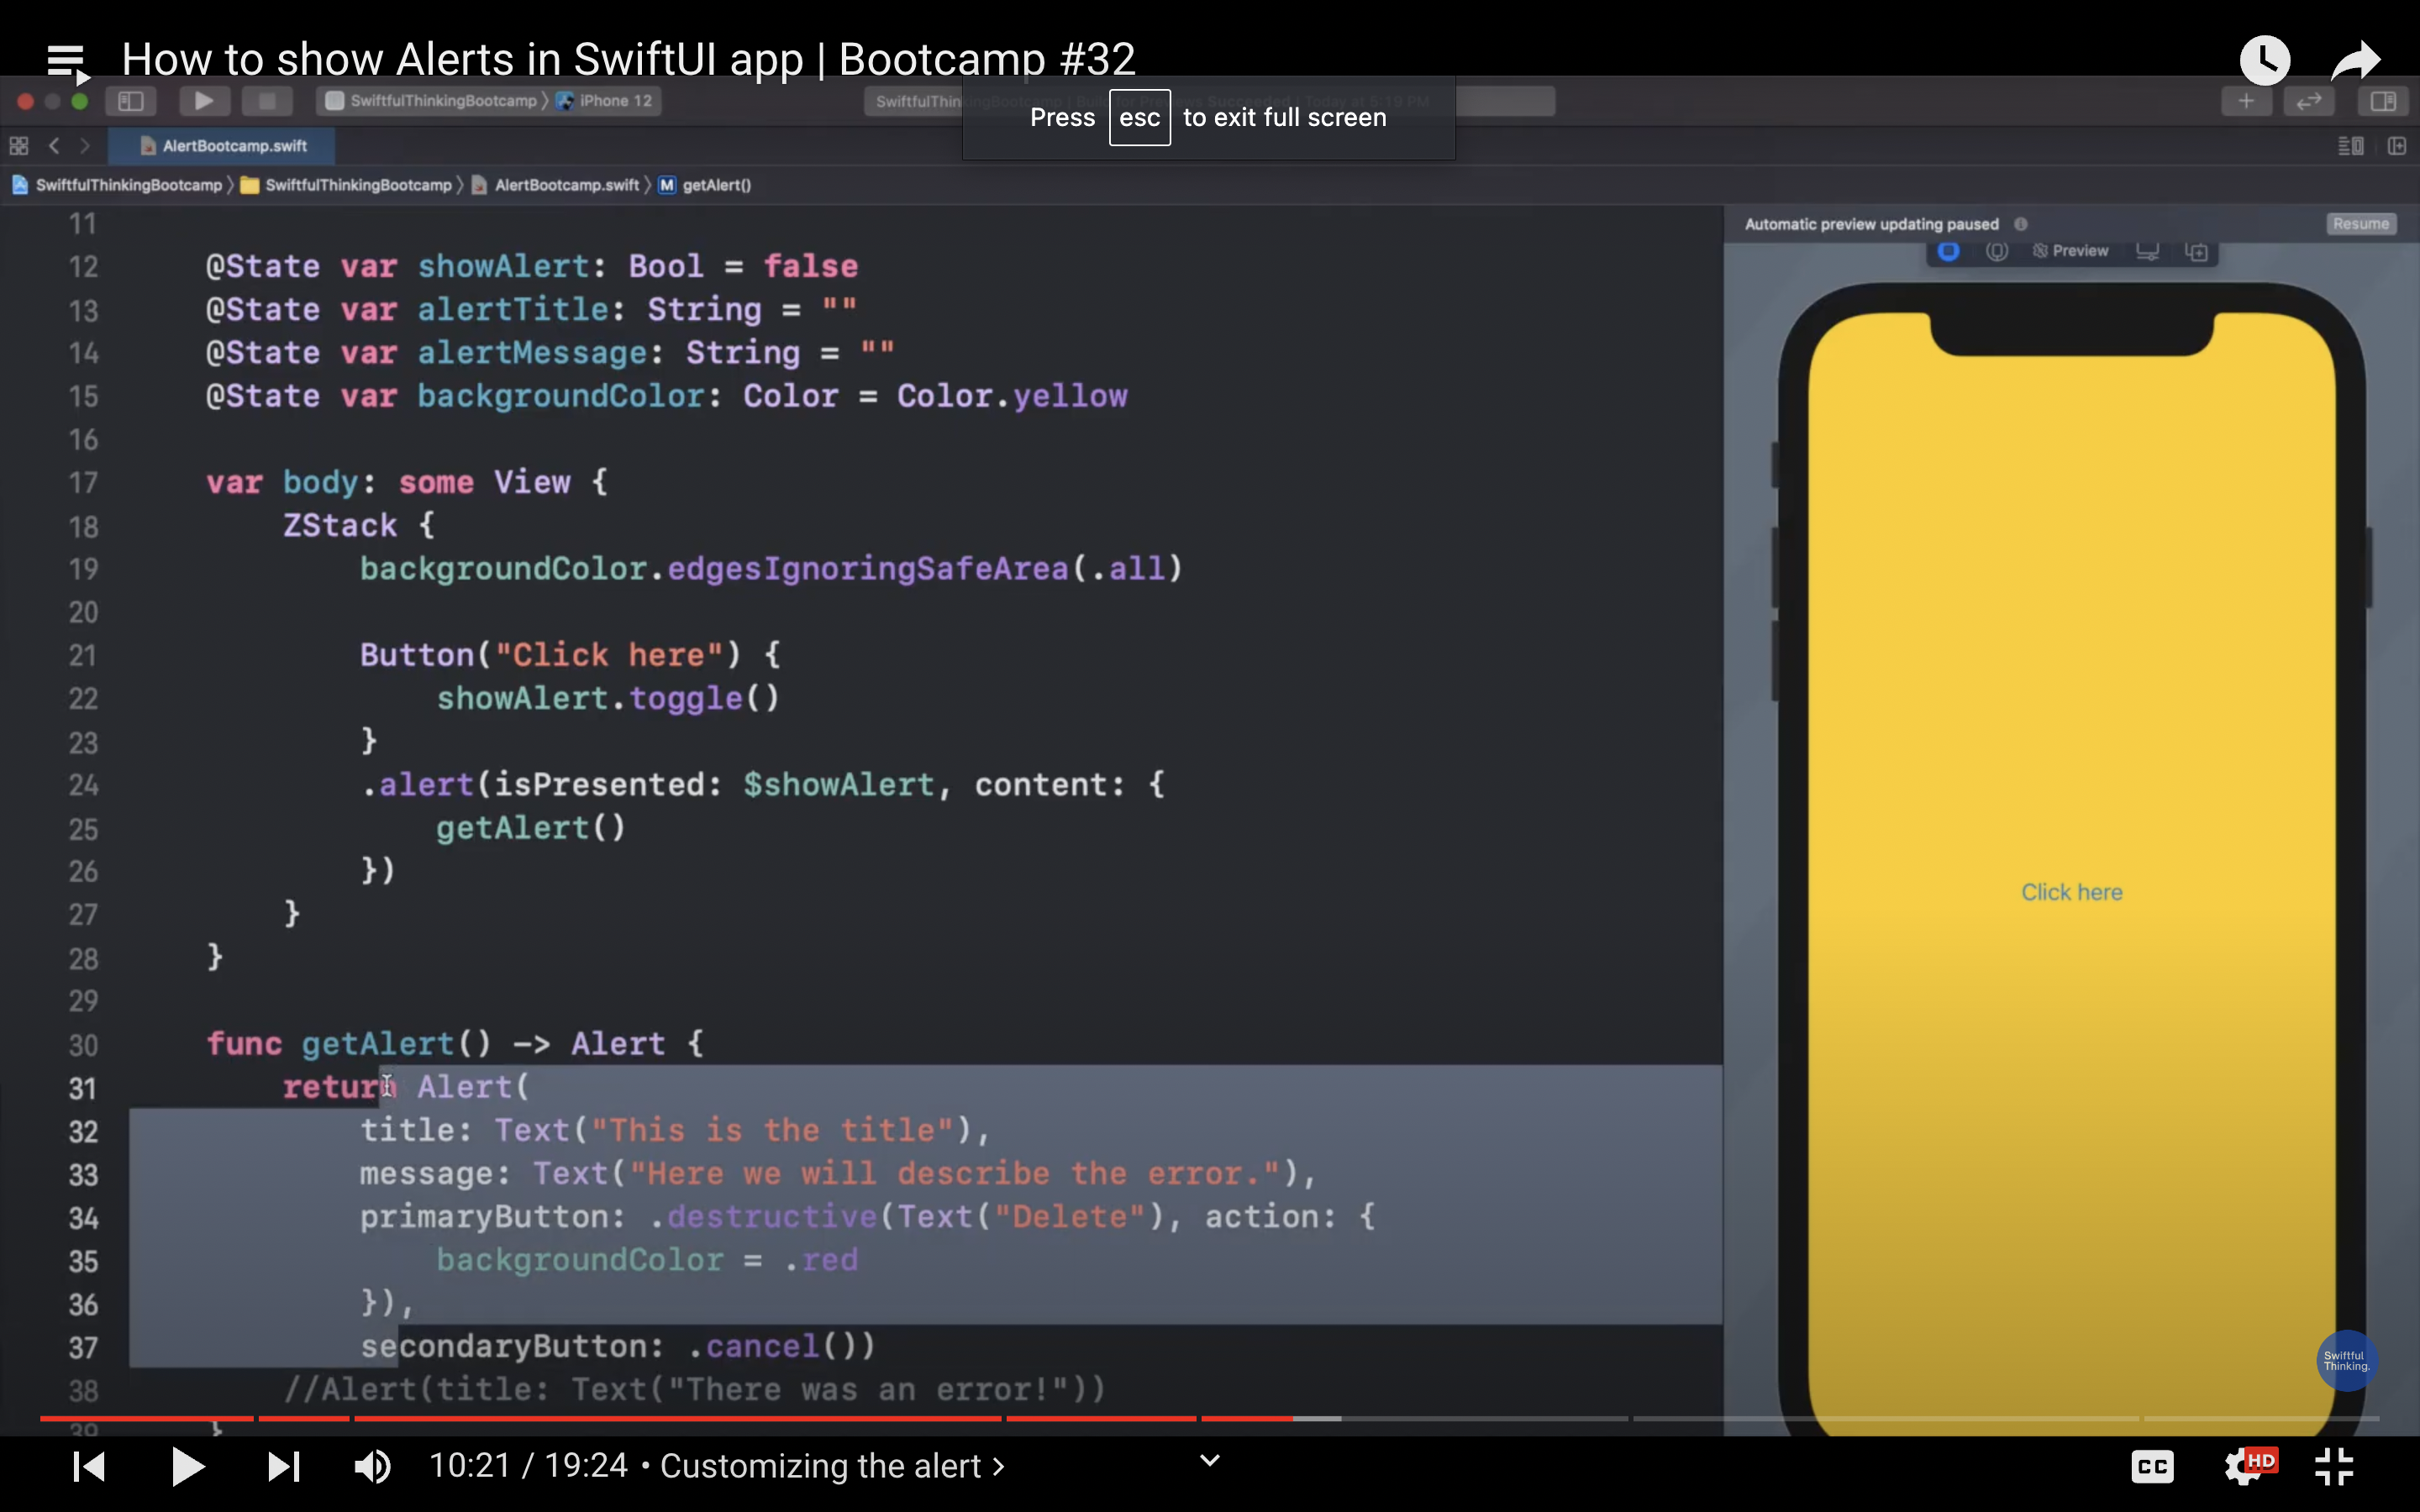 How to show Alerts in SwiftUI app | Bootcamp #32
SwiftfulThinkingBootcamp 〉 iPhone 12
Press esc to exit full screen
AlertBootcamp.swift
SwiftfulThinkingBootcamp 〉 SwiftfulThinkingBootcamp 〉 AlertBootcamp.swift 〉 M getAlert()
Automatic preview updating paused
Resume
Preview
11
12 @State var showAlert: Bool = false
13 @State var alertTitle: String = ""
14 @State var alertMessage: String = ""
15 @State var backgroundColor: Color = Color.yellow
16
17 var body: some View {
18 ZStack {
19 backgroundColor.edgesIgnoringSafeArea(.all)
20
21 Button("Click here") {
22 showAlert.toggle()
23 }
24 .alert(isPresented: $showAlert, content: {
25 getAlert()
26 })
27 }
28 }
29
30 func getAlert() -> Alert {
31 return Alert(
32 title: Text("This is the title"),
33 message: Text("Here we will describe the error."),
34 primaryButton: .destructive(Text("Delete"), action: {
35 backgroundColor = .red
36 }),
37 secondaryButton: .cancel())
38 //Alert(title: Text("There was an error!"))
39 }
Click here
Swiftful
Thinking.
10:21 / 19:24 • Customizing the alert ›
CC
HD